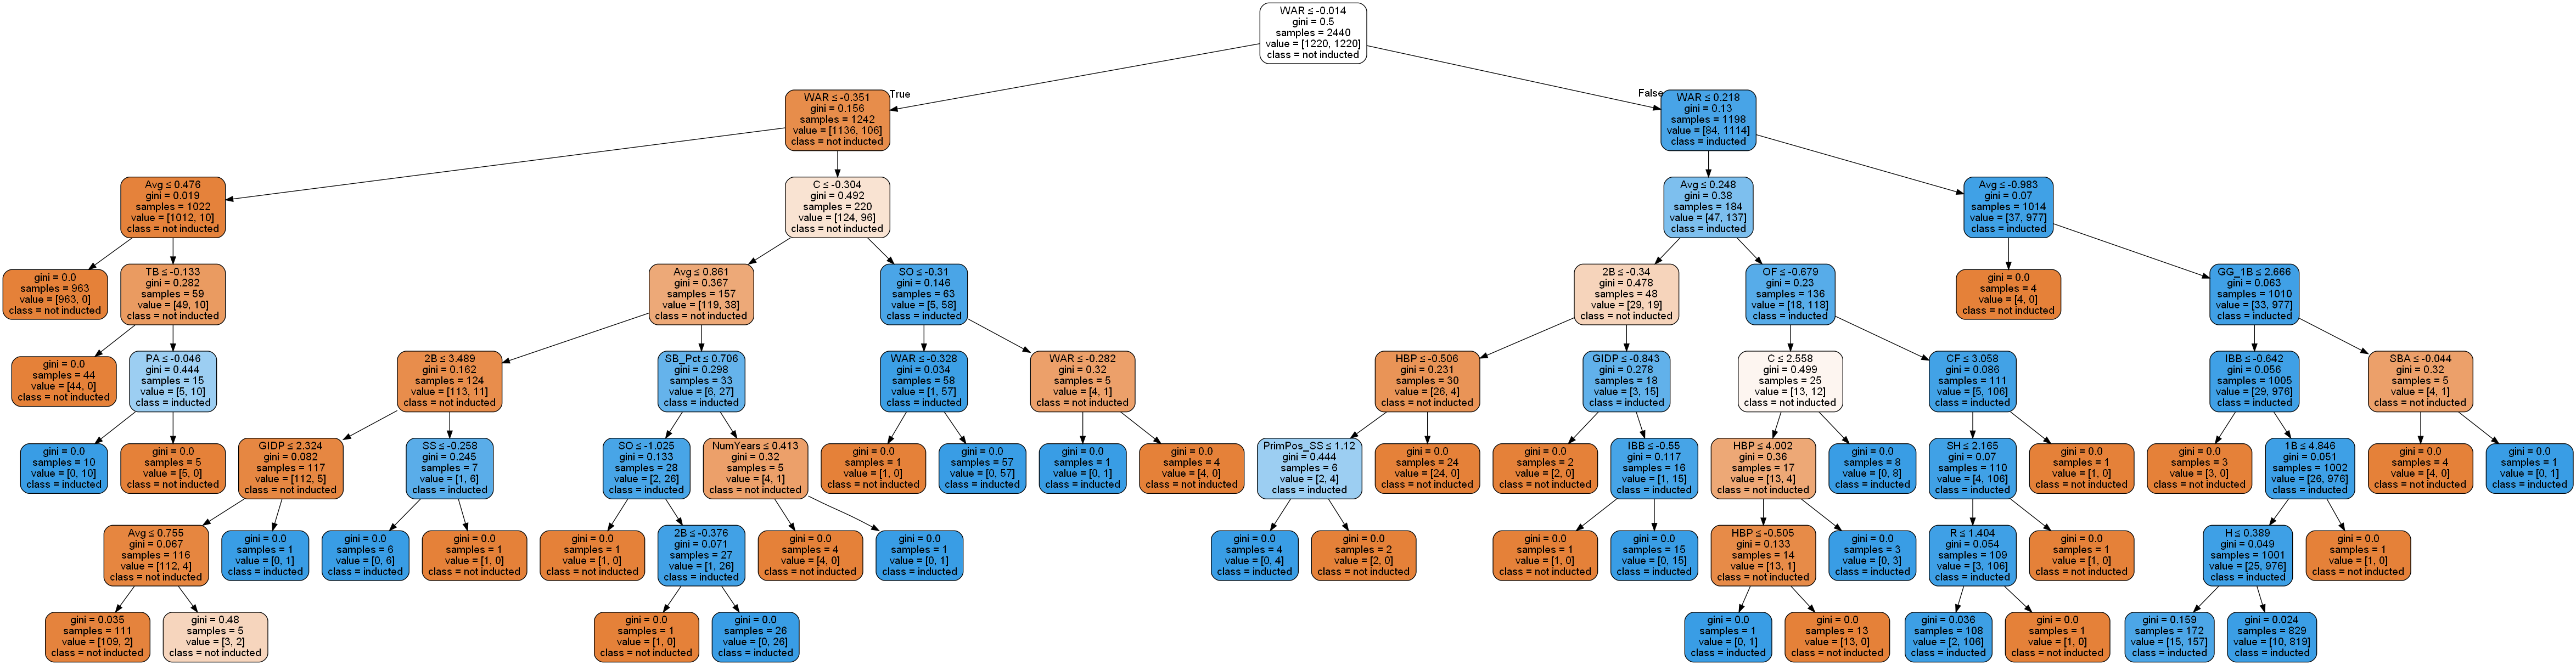 WAR ≤ -0.014
gini = 0.5
samples = 2440
value = [1220, 1220]
class = not inducted
True
False
WAR ≤ -0.351
gini = 0.156
samples = 1242
value = [1136, 106]
class = not inducted
WAR ≤ 0.218
gini = 0.13
samples = 1198
value = [84, 1114]
class = inducted
Avg ≤ 0.476
gini = 0.019
samples = 1022
value = [1012, 10]
class = not inducted
C ≤ -0.304
gini = 0.492
samples = 220
value = [124, 96]
class = not inducted
Avg ≤ 0.248
gini = 0.38
samples = 184
value = [47, 137]
class = inducted
Avg ≤ -0.983
gini = 0.07
samples = 1014
value = [37, 977]
class = inducted
gini = 0.0
samples = 963
value = [963, 0]
class = not inducted
TB ≤ -0.133
gini = 0.282
samples = 59
value = [49, 10]
class = not inducted
Avg ≤ 0.861
gini = 0.367
samples = 157
value = [119, 38]
class = not inducted
SO ≤ -0.31
gini = 0.146
samples = 63
value = [5, 58]
class = inducted
2B ≤ -0.34
gini = 0.478
samples = 48
value = [29, 19]
class = not inducted
OF ≤ -0.679
gini = 0.23
samples = 136
value = [18, 118]
class = inducted
gini = 0.0
samples = 4
value = [4, 0]
class = not inducted
GG_1B ≤ 2.666
gini = 0.063
samples = 1010
value = [33, 977]
class = inducted
gini = 0.0
samples = 44
value = [44, 0]
class = not inducted
PA ≤ -0.046
gini = 0.444
samples = 15
value = [5, 10]
class = inducted
2B ≤ 3.489
gini = 0.162
samples = 124
value = [113, 11]
class = not inducted
SB_Pct ≤ 0.706
gini = 0.298
samples = 33
value = [6, 27]
class = inducted
WAR ≤ -0.328
gini = 0.034
samples = 58
value = [1, 57]
class = inducted
WAR ≤ -0.282
gini = 0.32
samples = 5
value = [4, 1]
class = not inducted
HBP ≤ -0.506
gini = 0.231
samples = 30
value = [26, 4]
class = not inducted
GIDP ≤ -0.843
gini = 0.278
samples = 18
value = [3, 15]
class = inducted
C ≤ 2.558
gini = 0.499
samples = 25
value = [13, 12]
class = not inducted
CF ≤ 3.058
gini = 0.086
samples = 111
value = [5, 106]
class = inducted
IBB ≤ -0.642
gini = 0.056
samples = 1005
value = [29, 976]
class = inducted
SBA ≤ -0.044
gini = 0.32
samples = 5
value = [4, 1]
class = not inducted
gini = 0.0
samples = 10
value = [0, 10]
class = inducted
gini = 0.0
samples = 5
value = [5, 0]
class = not inducted
GIDP ≤ 2.324
gini = 0.082
samples = 117
value = [112, 5]
class = not inducted
SS ≤ -0.258
gini = 0.245
samples = 7
value = [1, 6]
class = inducted
SO ≤ -1.025
gini = 0.133
samples = 28
value = [2, 26]
class = inducted
NumYears ≤ 0.413
gini = 0.32
samples = 5
value = [4, 1]
class = not inducted
gini = 0.0
samples = 1
value = [1, 0]
class = not inducted
gini = 0.0
samples = 57
value = [0, 57]
class = inducted
gini = 0.0
samples = 1
value = [0, 1]
class = inducted
gini = 0.0
samples = 4
value = [4, 0]
class = not inducted
PrimPos_SS ≤ 1.12
gini = 0.444
samples = 6
value = [2, 4]
class = inducted
gini = 0.0
samples = 24
value = [24, 0]
class = not inducted
gini = 0.0
samples = 2
value = [2, 0]
class = not inducted
IBB ≤ -0.55
gini = 0.117
samples = 16
value = [1, 15]
class = inducted
HBP ≤ 4.002
gini = 0.36
samples = 17
value = [13, 4]
class = not inducted
gini = 0.0
samples = 8
value = [0, 8]
class = inducted
SH ≤ 2.165
gini = 0.07
samples = 110
value = [4, 106]
class = inducted
gini = 0.0
samples = 1
value = [1, 0]
class = not inducted
gini = 0.0
samples = 3
value = [3, 0]
class = not inducted
1B ≤ 4.846
gini = 0.051
samples = 1002
value = [26, 976]
class = inducted
gini = 0.0
samples = 4
value = [4, 0]
class = not inducted
gini = 0.0
samples = 1
value = [0, 1]
class = inducted
Avg ≤ 0.755
gini = 0.067
samples = 116
value = [112, 4]
class = not inducted
gini = 0.0
samples = 1
value = [0, 1]
class = inducted
gini = 0.0
samples = 6
value = [0, 6]
class = inducted
gini = 0.0
samples = 1
value = [1, 0]
class = not inducted
gini = 0.0
samples = 1
value = [1, 0]
class = not inducted
2B ≤ -0.376
gini = 0.071
samples = 27
value = [1, 26]
class = inducted
gini = 0.0
samples = 4
value = [4, 0]
class = not inducted
gini = 0.0
samples = 1
value = [0, 1]
class = inducted
gini = 0.0
samples = 4
value = [0, 4]
class = inducted
gini = 0.0
samples = 2
value = [2, 0]
class = not inducted
gini = 0.0
samples = 1
value = [1, 0]
class = not inducted
gini = 0.0
samples = 15
value = [0, 15]
class = inducted
HBP ≤ -0.505
gini = 0.133
samples = 14
value = [13, 1]
class = not inducted
gini = 0.0
samples = 3
value = [0, 3]
class = inducted
R ≤ 1.404
gini = 0.054
samples = 109
value = [3, 106]
class = inducted
gini = 0.0
samples = 1
value = [1, 0]
class = not inducted
H ≤ 0.389
gini = 0.049
samples = 1001
value = [25, 976]
class = inducted
gini = 0.0
samples = 1
value = [1, 0]
class = not inducted
gini = 0.035
samples = 111
value = [109, 2]
class = not inducted
gini = 0.48
samples = 5
value = [3, 2]
class = not inducted
gini = 0.0
samples = 1
value = [1, 0]
class = not inducted
gini = 0.0
samples = 26
value = [0, 26]
class = inducted
gini = 0.0
samples = 1
value = [0, 1]
class = inducted
gini = 0.0
samples = 13
value = [13, 0]
class = not inducted
gini = 0.036
samples = 108
value = [2, 106]
class = inducted
gini = 0.0
samples = 1
value = [1, 0]
class = not inducted
gini = 0.159
samples = 172
value = [15, 157]
class = inducted
gini = 0.024
samples = 829
value = [10, 819]
class = inducted